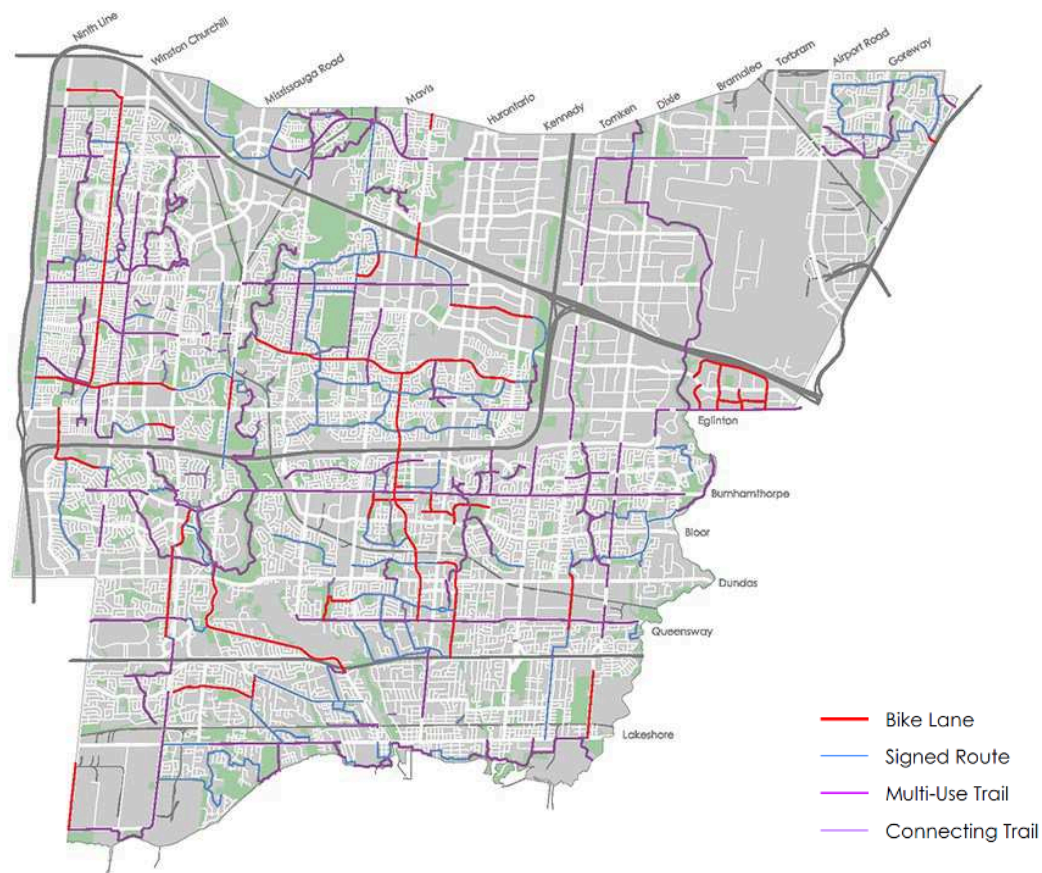 Ninth Line
Winston Churchill
Mississauga Road
Mavis
Hurontario
Kennedy
Tomken
Dixie
Bramalea
Torbram
Airport Road
Goreway
Eglinton
Burnhamthorpe
Bloor
Dundas
Queensway
Lakeshore
Bike Lane
Signed Route
Multi-Use Trail
Connecting Trail